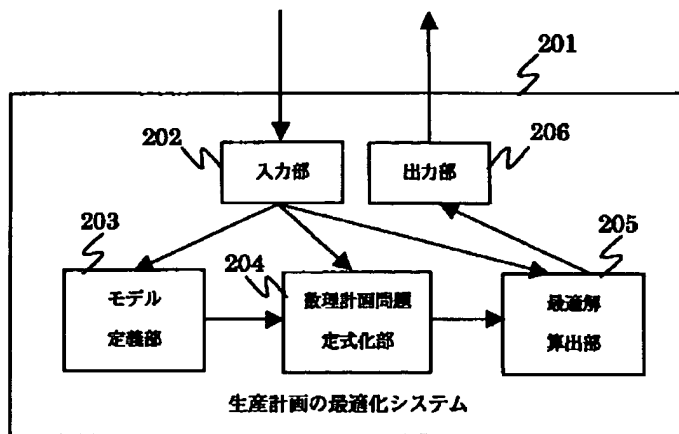 201
202
入力部
出力部
206
203
モデル
定義部
204
数理計画問題
定式化部
205
最適解
算出部
生産計画の最適化システム